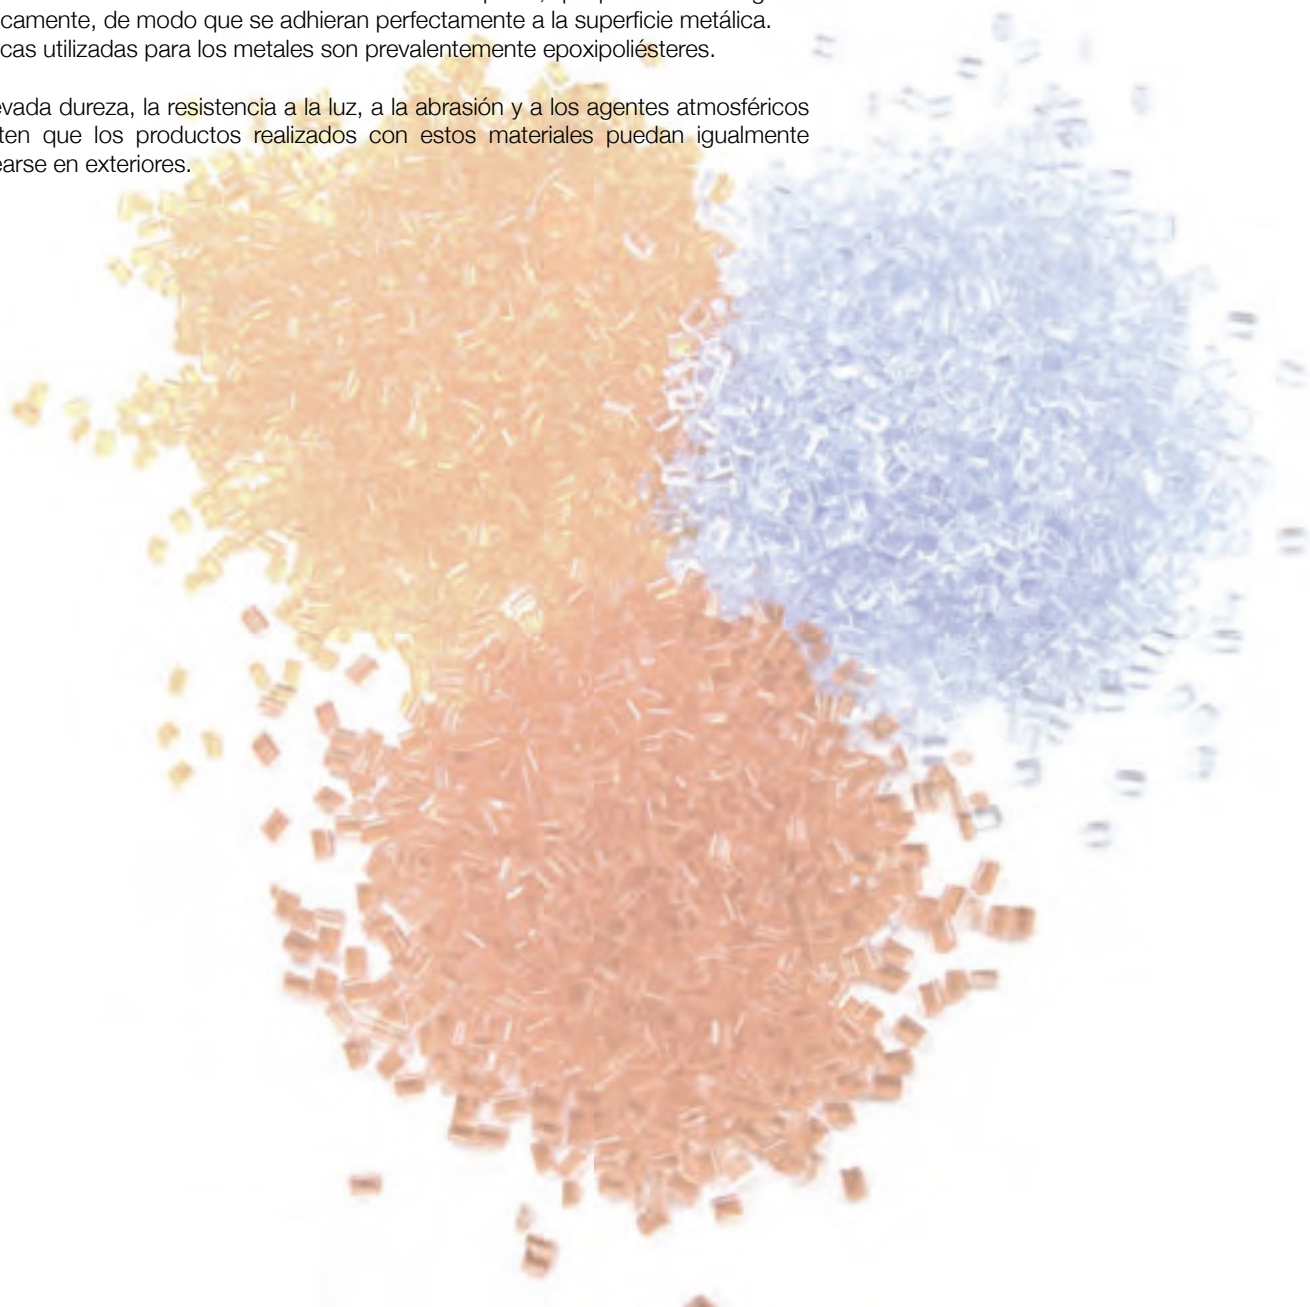 camente, de modo que se adhieran perfectamente a la superficie metálica.
cas utilizadas para los metales son prevalentemente epoxipoliésteres.
evada dureza, la resistencia a la luz, a la abrasión y a los agentes atmosféricos
ten que los productos realizados con estos materiales puedan igualmente
earse en exteriores.